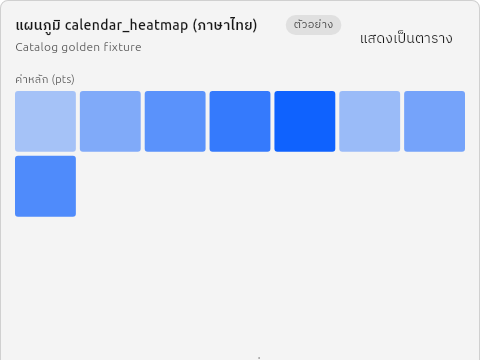 แผนภูมิ calendar_heatmap (ภาษาไทย)
ตัวอย่าง
แสดงเป็นตาราง
Catalog golden fixture
ค่าหลัก (pts)